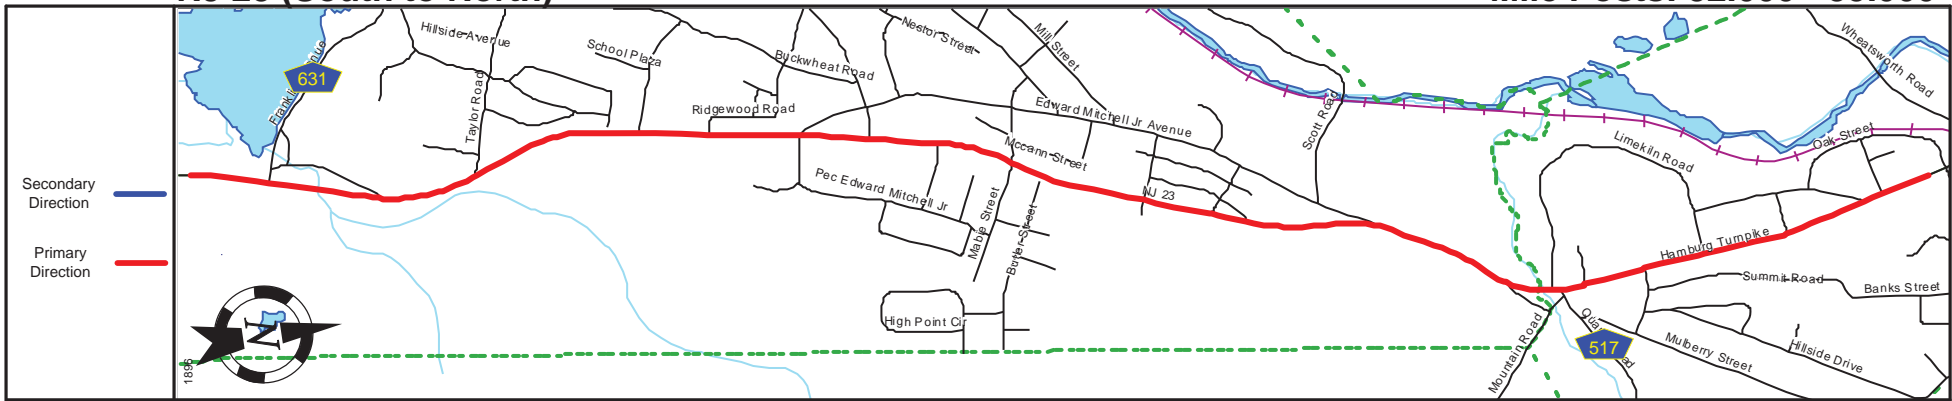 Secondary
Direction
Primary
Direction
631
Hillside Avenue
School Plaza
Taylor Road
Buckwheat Road
Ridgewood Road
Nestor Street
Mill Street
Edward Mitchell Jr Avenue
Mccann Street
Pec Edward Mitchell Jr
Mabie Street
Butler Street
High Point Cir
NJ 23
Scott Road
Wheatsworth Road
Oak Street
Limekiln Road
Hamburg Turnpike
Summit Road
Banks Street
Mountain Road
517
Mulberry Street
Hillside Drive
N